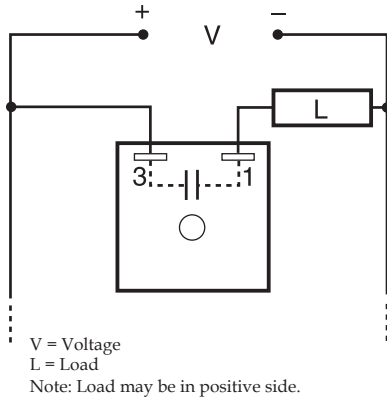 + V −
L
3 1
V = Voltage
L = Load
Note: Load may be in positive side.